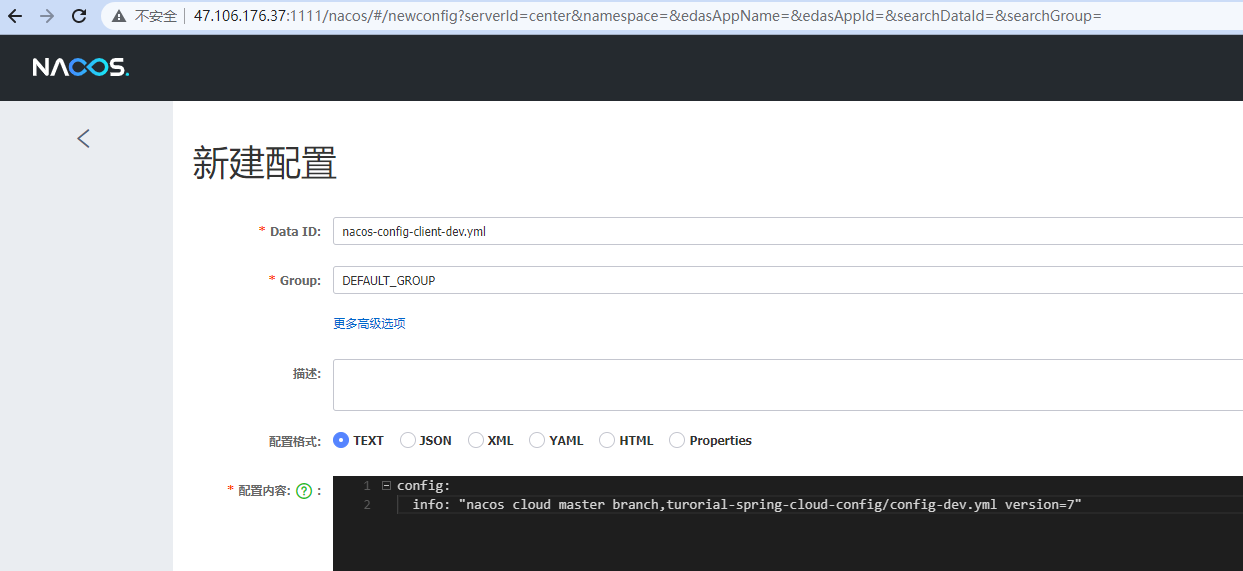 不安全 47.106.176.37:1111/nacos/#/newconfig?serverId=center&namespace=&edasAppName=&edasAppId=&searchDataId=&searchGroup=
NACOS.
新建配置
* Data ID: nacos-config-client-dev.yml
* Group: DEFAULT_GROUP
更多高级选项
描述:
配置格式: TEXT JSON XML YAML HTML Properties
* 配置内容: ? :
1 config:
2 info: "nacos cloud master branch,turorial-spring-cloud-config/config-dev.yml version=7"